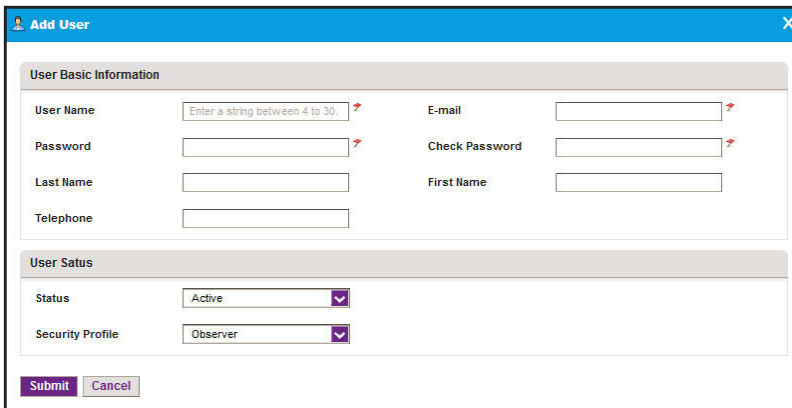 Add User X
User Basic Information
User Name Enter a string between 4 to 30. E-mail
Password Check Password
Last Name First Name
Telephone
User Satus
Status Active
Security Profile Observer
Submit Cancel